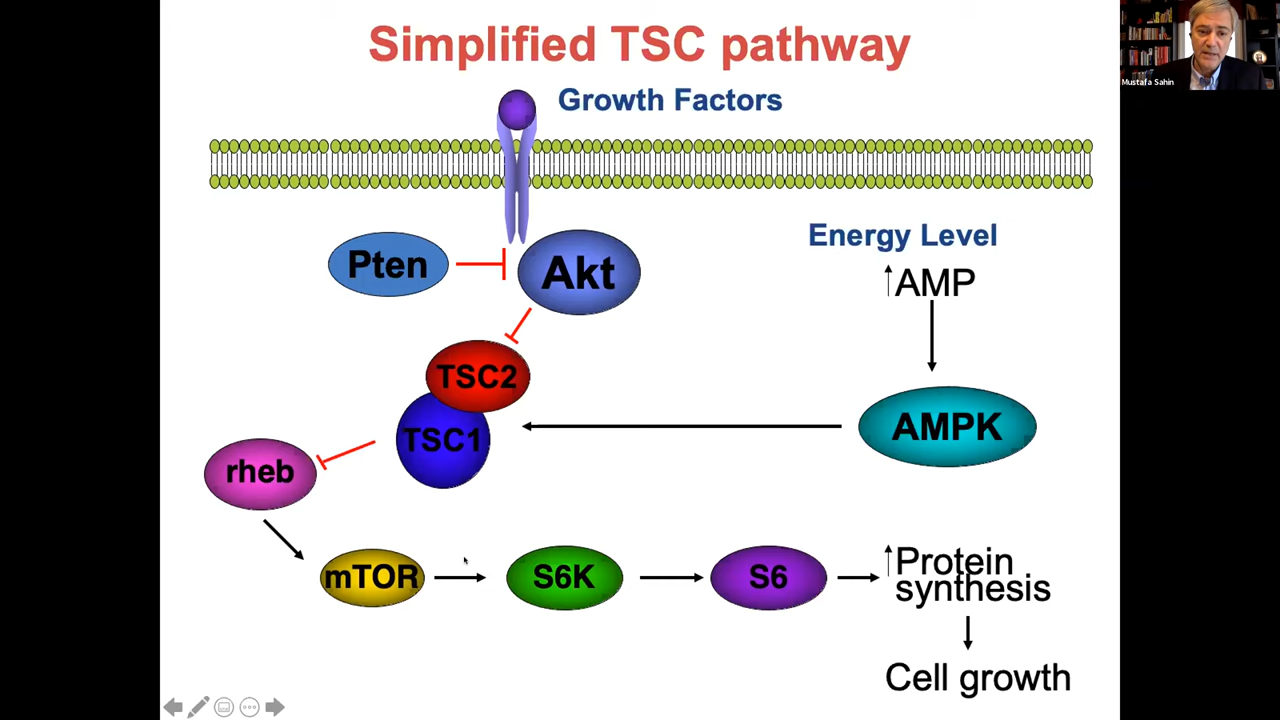 Simplified TSC pathway
Mustafa Sahin
Growth Factors
Energy Level
Pten
Akt
AMP
TSC2
TSC1
AMPK
rheb
mTOR
S6K
S6
Protein
synthesis
Cell growth